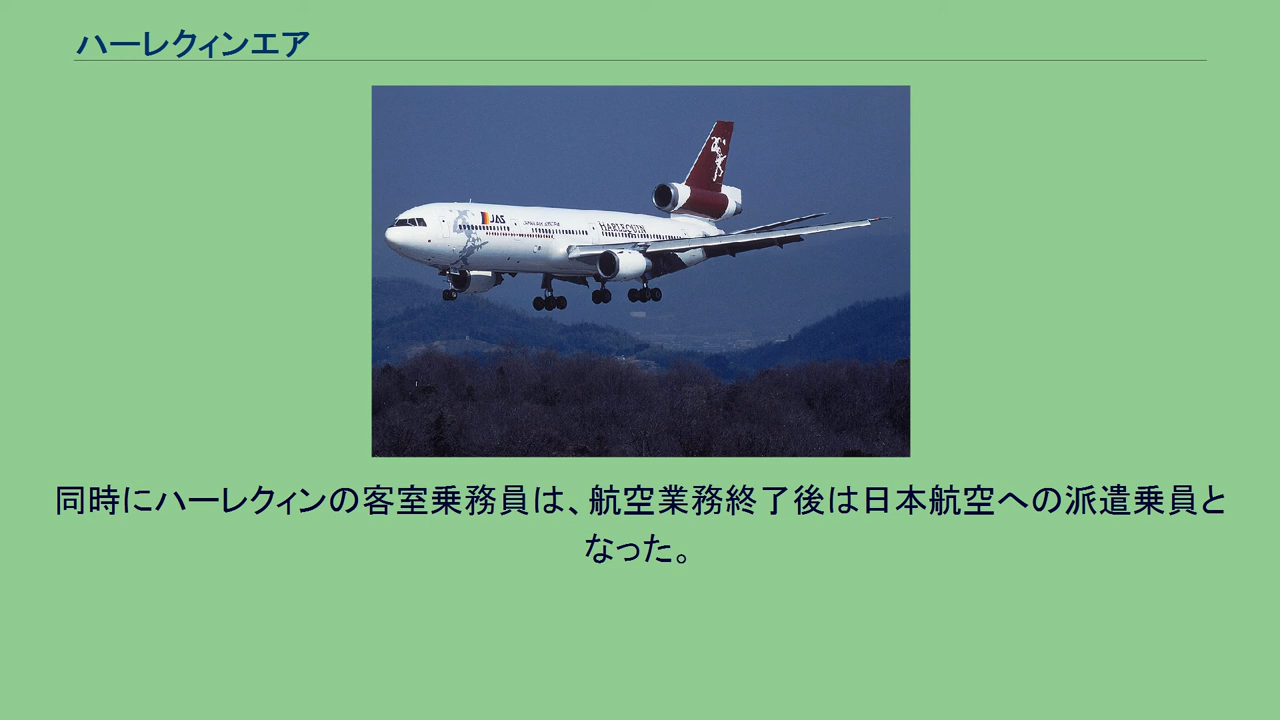 ハーレクィンエア
JAS
HARLEQUIN
同時にハーレクィンの客室乗務員は、航空業務終了後は日本航空への派遣乗員と
なった。